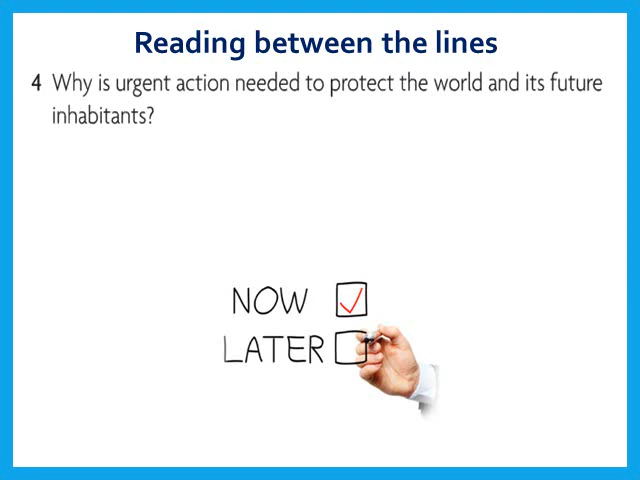 Reading between the lines
4 Why is urgent action needed to protect the world and its future
inhabitants?
NOW
LATER